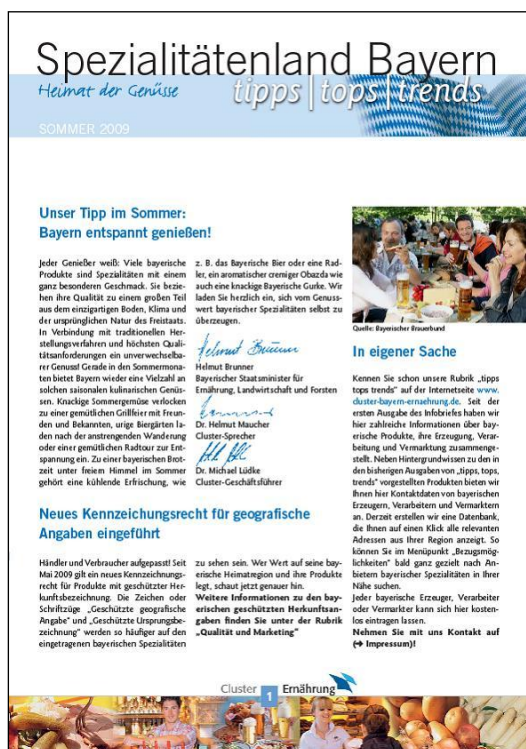 Spezialitätenland Bayern
Heimat der Genüsse
tipps | tops | trends
SOMMER 2009
Unser Tipp im Sommer:
Bayern entspannt genießen!
Jeder Genießer weiß: Viele bayerische
Produkte sind Spezialitäten mit einem
ganz besonderen Geschmack. Sie bezie-
hen ihre Qualität zu einem großen Teil
aus dem einzigartigen Boden, Klima und
der ursprünglichen Natur des Freistaats.
In Verbindung mit traditionellen Her-
stellungsverfahren und höchsten Quali-
tätsanforderungen ein unverwechselba-
rer Genuss! Gerade in den Sommermona-
ten bietet Bayern wieder eine Vielzahl an
solchen saisonalen kulinarischen Genüs-
sen. Knackige Sommergemüse verlocken
zu einer gemütlichen Grillfeier mit Freun-
den und Bekannten, urige Biergärten la-
den nach der anstrengenden Wanderung
oder einer gemütlichen Radtour zur Ent-
spannung ein. Zu einer bayerischen Brot-
zeit unter freiem Himmel im Sommer
gehört eine kühlende Erfrischung, wie
z. B. das Bayerische Bier oder eine Rad-
ler, ein aromatischer cremiger Obazda wie
auch eine knackige Bayerische Gurke. Wir
laden Sie herzlich ein, sich vom Genuss-
wert bayerischer Spezialitäten selbst zu
überzeugen.
Helmut Brunner
Helmut Brunner
Bayerischer Staatsminister für
Ernährung, Landwirtschaft und Forsten
Dr. Helmut Maucher
Cluster-Sprecher
Dr. Michael Lüdke
Cluster-Geschäftsführer
Neues Kennzeichnungsrecht für geografische
Angaben eingeführt
Händler und Verbraucher aufgepasst! Seit
Mai 2009 gilt ein neues Kennzeichnungs-
recht für Produkte mit geschützter Her-
kunftsbezeichnung. Die Zeichen oder
Schriftzüge „Geschützte geografische
Angabe" und „Geschützte Ursprungsbe-
zeichnung" werden so häufiger auf den
eingetragenen bayerischen Spezialitäten
zu sehen sein. Wer Wert auf seine bay-
erische Heimatregion und ihre Produkte
legt, schaut jetzt genauer hin.
Weitere Informationen zu den bay-
erischen geschützten Herkunftsan-
gaben finden Sie unter der Rubrik
„Qualität und Marketing"
Quelle: Bayerischer Brauerbund
In eigener Sache
Kennen Sie schon unsere Rubrik „tipps
tops trends" auf der Internetseite www.
cluster-bayern-ernaehrung.de. Seit der
ersten Ausgabe des Infobriefs haben wir
hier zahlreiche Informationen über bay-
erische Produkte, ihre Erzeugung, Verar-
beitung und Vermarktung zusammenge-
stellt. Neben Hintergrundwissen zu den in
den bisherigen Ausgaben von „tipps, tops,
trends" vorgestellten Produkten bieten wir
Ihnen hier Kontaktdaten von bayerischen
Erzeugern, Verarbeitern und Vermarktern
an. Derzeit erstellen wir eine Datenbank,
die Ihnen auf einen Klick alle relevanten
Adressen aus Ihrer Region anzeigt. So
können Sie im Menüpunkt „Bezugsmög-
lichkeiten" bald ganz gezielt nach An-
bietern bayerischer Spezialitäten in Ihrer
Nähe suchen.
Jeder bayerische Erzeuger, Verarbeiter
oder Vermarkter kann sich hier kosten-
los eintragen lassen.
Nehmen Sie mit uns Kontakt auf
(➔ Impressum)!
Cluster Ernährung
1